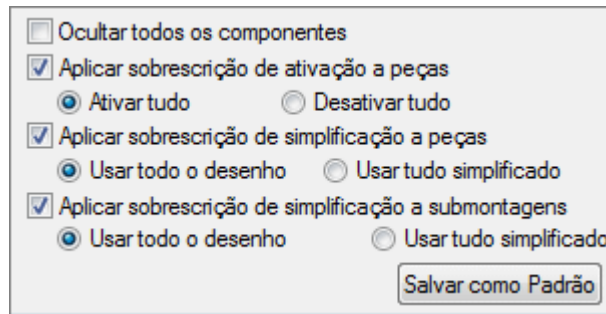 Ocultar todos os componentes
Aplicar sobrescrição de ativação a peças
Ativar tudo Desativar tudo
Aplicar sobrescrição de simplificação a peças
Usar todo o desenho Usar tudo simplificado
Aplicar sobrescrição de simplificação a submontagens
Usar todo o desenho Usar tudo simplificado
Salvar como Padrão